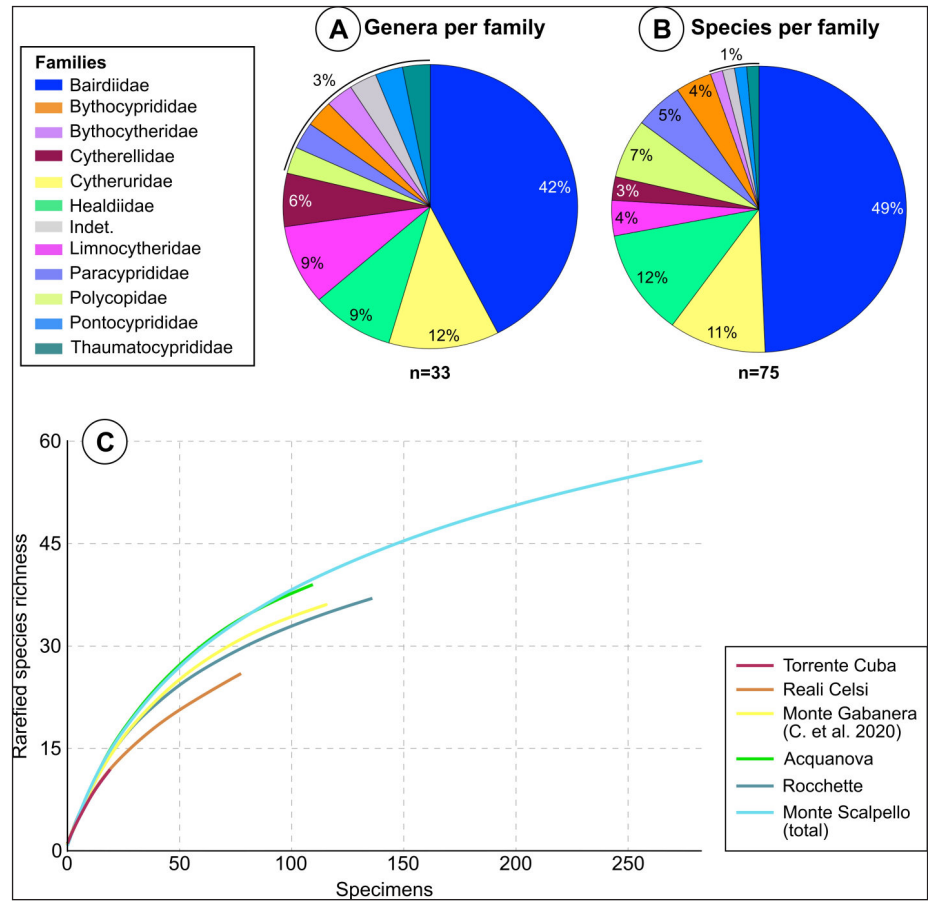 A Genera per family
B Species per family
Families
Bairdiidae
Bythocyprididae
Bythocytheridae
Cytherellidae
Cytheruridae
Healdiidae
Indet.
Limnocytheridae
Paracyprididae
Polycopidae
Pontocyprididae
Thaumatocyprididae
3%
42%
6%
9%
9%
12%
n=33
1%
4%
5%
7%
3%
4%
12%
11%
49%
n=75
C
60
45
30
15
0
Rarefied species richness
0 50 100 150 200 250
Specimens
Torrente Cuba
Reali Celsi
Monte Gabanera
(C. et al. 2020)
Acquanova
Rocchette
Monte Scalpello
(total)